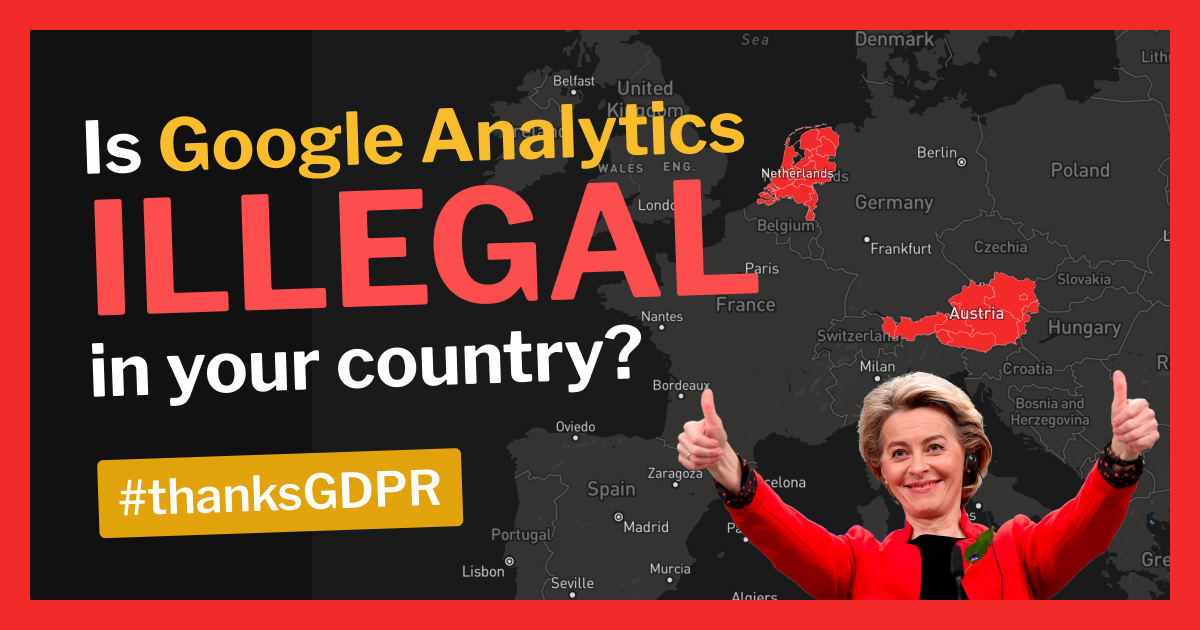 Is Google Analytics
ILLEGAL
in your country?
#thanksGDPR
Sea
Denmark
Lith
Belfast
United
Kingdom
Ireland
WALES ENG.
Netherlands
Berlin
Poland
Germany
Belgium
Frankfurt
Czechia
Paris
Slovakia
France
Austria
Nantes
Hungary
Switzerland
Milan
Croatia
Bordeaux
Bosnia and
Herzegovina
Oviedo
Zaragoza
Spain
Madrid
Portugal
Lisbon
Murcia
Seville
Algiers